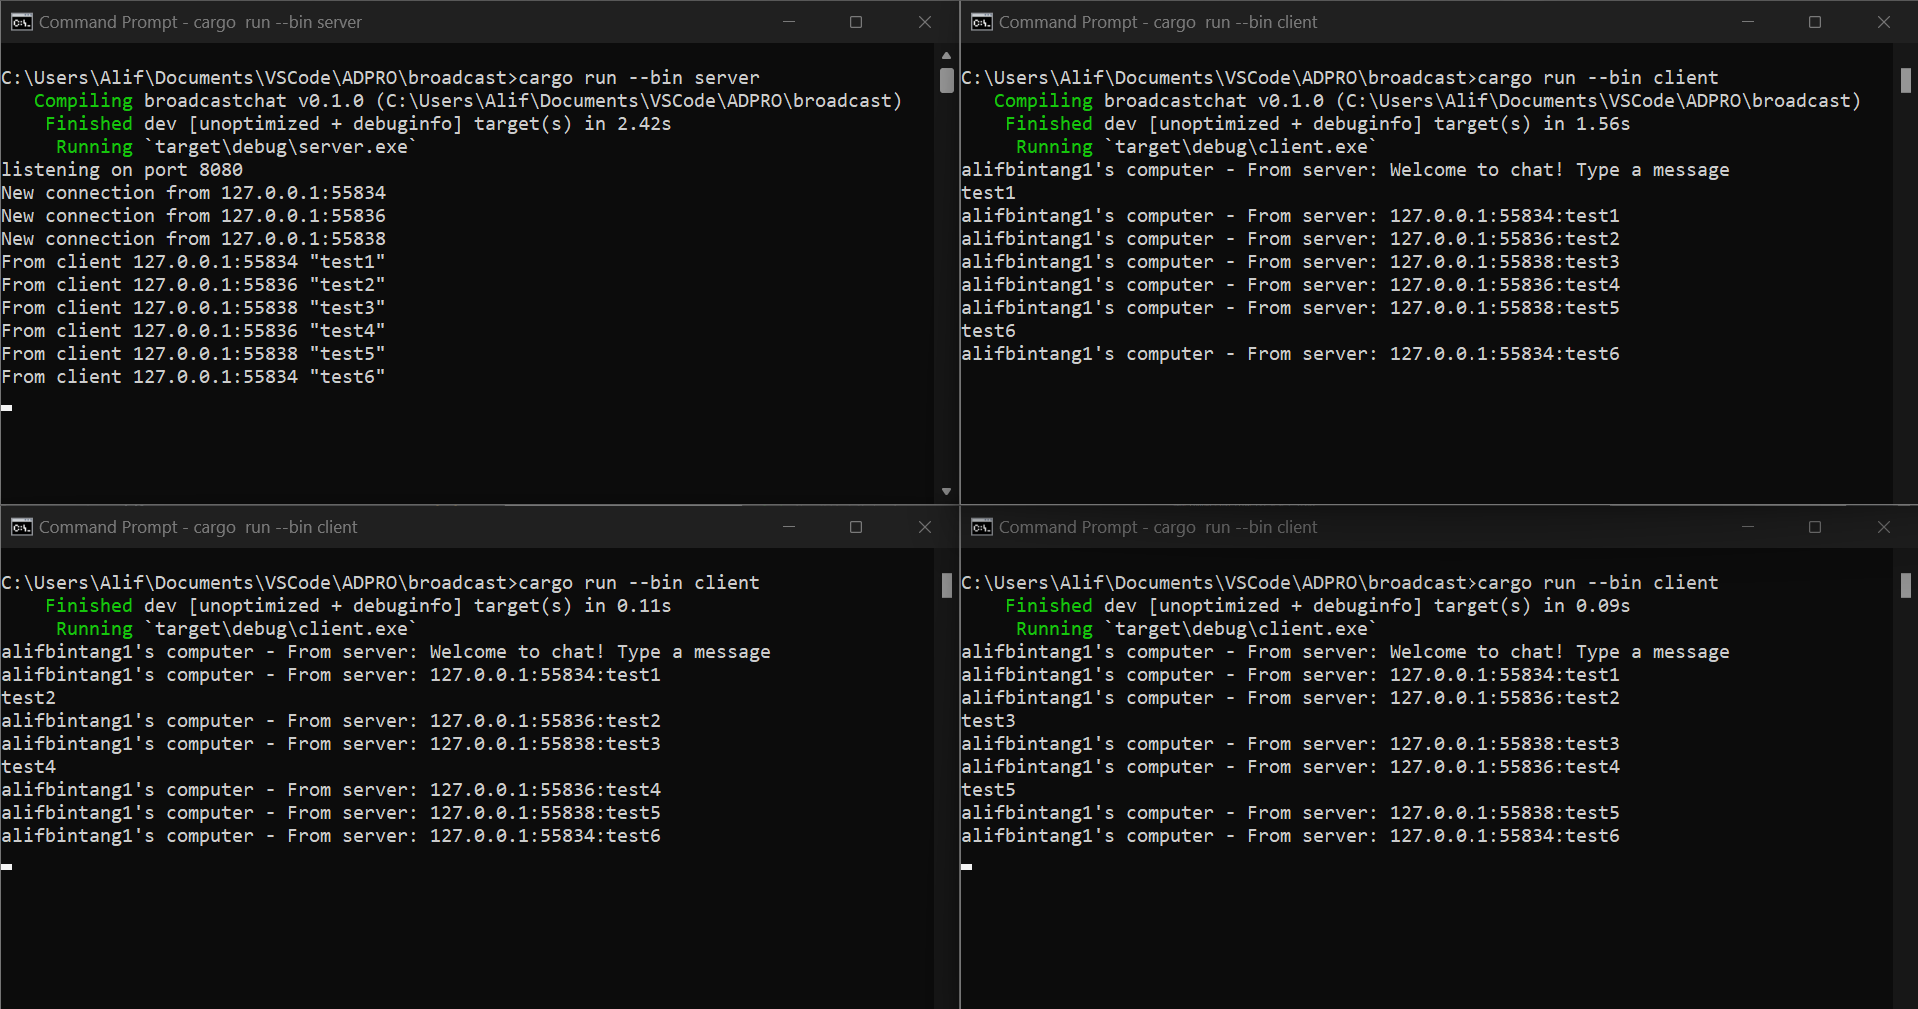 Command Prompt - cargo  run --bin server
C:\Users\Alif\Documents\VSCode\ADPRO\broadcast>cargo run --bin server
   Compiling broadcastchat v0.1.0 (C:\Users\Alif\Documents\VSCode\ADPRO\broadcast)
    Finished dev [unoptimized + debuginfo] target(s) in 2.42s
     Running `target\debug\server.exe`
listening on port 8080
New connection from 127.0.0.1:55834
New connection from 127.0.0.1:55836
New connection from 127.0.0.1:55838
From client 127.0.0.1:55834 "test1"
From client 127.0.0.1:55836 "test2"
From client 127.0.0.1:55838 "test3"
From client 127.0.0.1:55836 "test4"
From client 127.0.0.1:55838 "test5"
From client 127.0.0.1:55834 "test6"
Command Prompt - cargo  run --bin client
C:\Users\Alif\Documents\VSCode\ADPRO\broadcast>cargo run --bin client
   Compiling broadcastchat v0.1.0 (C:\Users\Alif\Documents\VSCode\ADPRO\broadcast)
    Finished dev [unoptimized + debuginfo] target(s) in 1.56s
     Running `target\debug\client.exe`
alifbintang1's computer - From server: Welcome to chat! Type a message
test1
alifbintang1's computer - From server: 127.0.0.1:55834:test1
alifbintang1's computer - From server: 127.0.0.1:55836:test2
alifbintang1's computer - From server: 127.0.0.1:55838:test3
alifbintang1's computer - From server: 127.0.0.1:55836:test4
alifbintang1's computer - From server: 127.0.0.1:55838:test5
test6
alifbintang1's computer - From server: 127.0.0.1:55834:test6
Command Prompt - cargo  run --bin client
C:\Users\Alif\Documents\VSCode\ADPRO\broadcast>cargo run --bin client
    Finished dev [unoptimized + debuginfo] target(s) in 0.11s
     Running `target\debug\client.exe`
alifbintang1's computer - From server: Welcome to chat! Type a message
alifbintang1's computer - From server: 127.0.0.1:55834:test1
test2
alifbintang1's computer - From server: 127.0.0.1:55836:test2
alifbintang1's computer - From server: 127.0.0.1:55838:test3
test4
alifbintang1's computer - From server: 127.0.0.1:55836:test4
alifbintang1's computer - From server: 127.0.0.1:55838:test5
alifbintang1's computer - From server: 127.0.0.1:55834:test6
Command Prompt - cargo  run --bin client
C:\Users\Alif\Documents\VSCode\ADPRO\broadcast>cargo run --bin client
    Finished dev [unoptimized + debuginfo] target(s) in 0.09s
     Running `target\debug\client.exe`
alifbintang1's computer - From server: Welcome to chat! Type a message
alifbintang1's computer - From server: 127.0.0.1:55834:test1
alifbintang1's computer - From server: 127.0.0.1:55836:test2
test3
alifbintang1's computer - From server: 127.0.0.1:55838:test3
alifbintang1's computer - From server: 127.0.0.1:55836:test4
test5
alifbintang1's computer - From server: 127.0.0.1:55838:test5
alifbintang1's computer - From server: 127.0.0.1:55834:test6